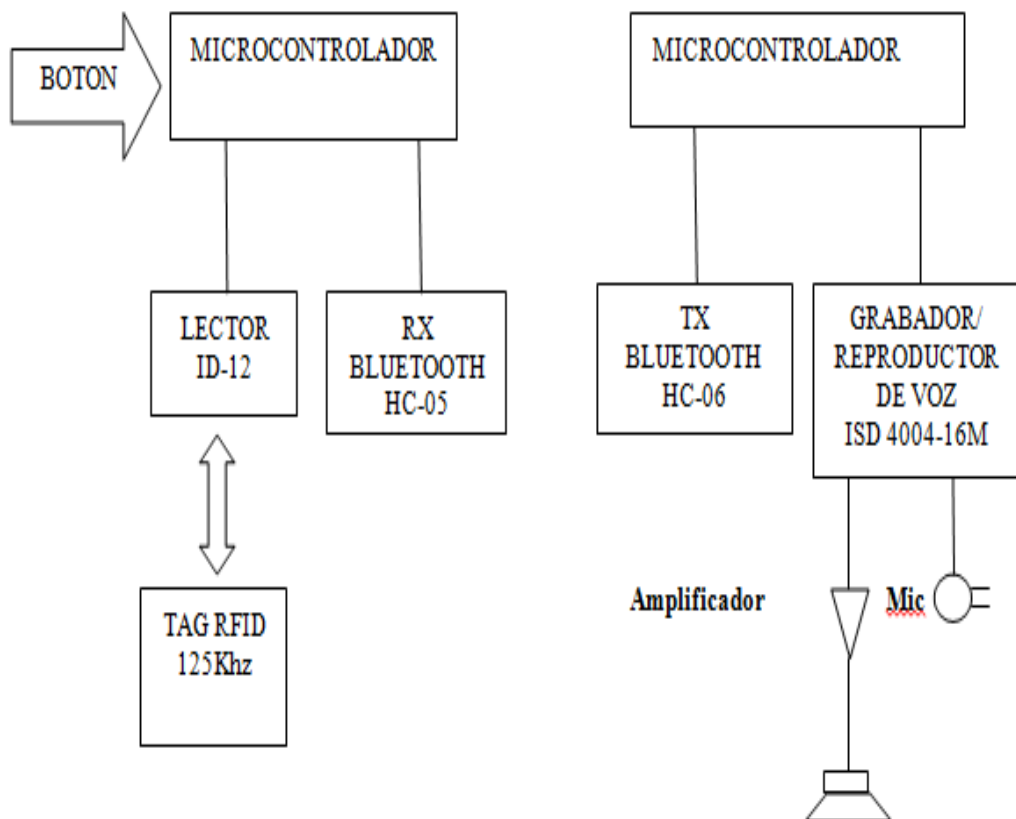 BOTON
MICROCONTROLADOR
MICROCONTROLADOR
LECTOR
ID-12
RX
BLUETOOTH
HC-05
TX
BLUETOOTH
HC-06
GRABADOR/
REPRODUCTOR
DE VOZ
ISD 4004-16M
TAG RFID
125Khz
Amplificador
Mic